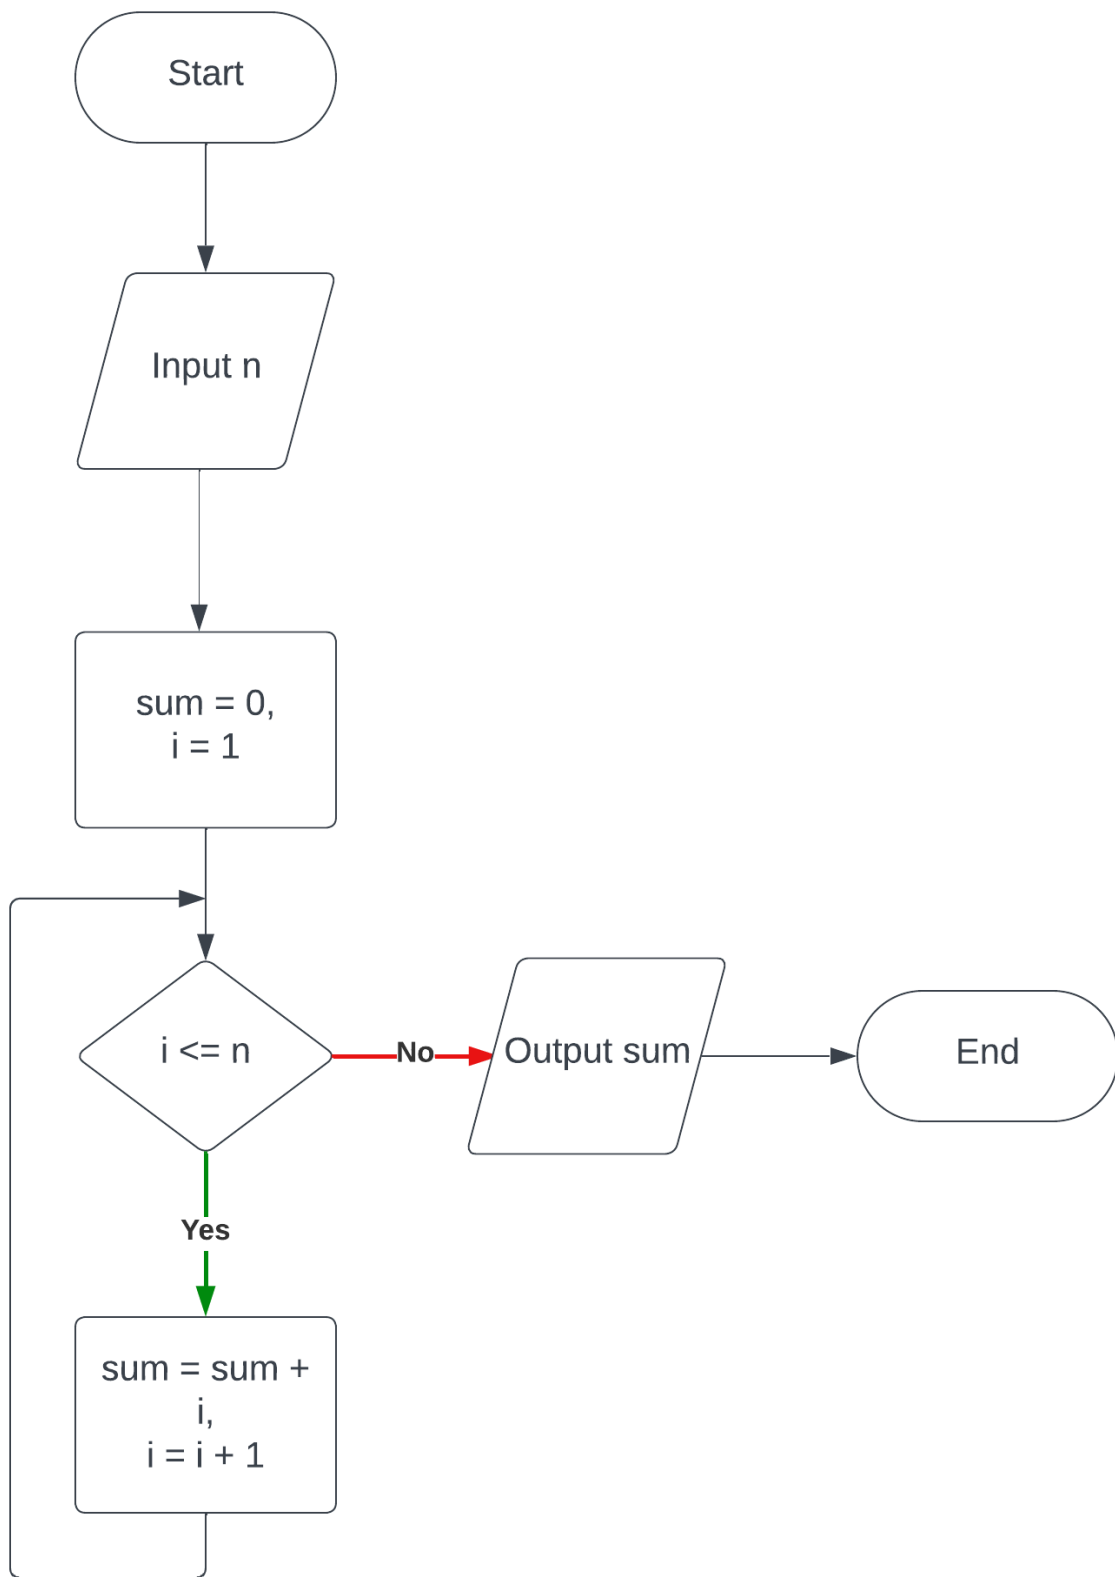 Start
Input n
sum = 0,
i = 1
i <= n
No
Output sum
End
Yes
sum = sum +
i,
i = i + 1